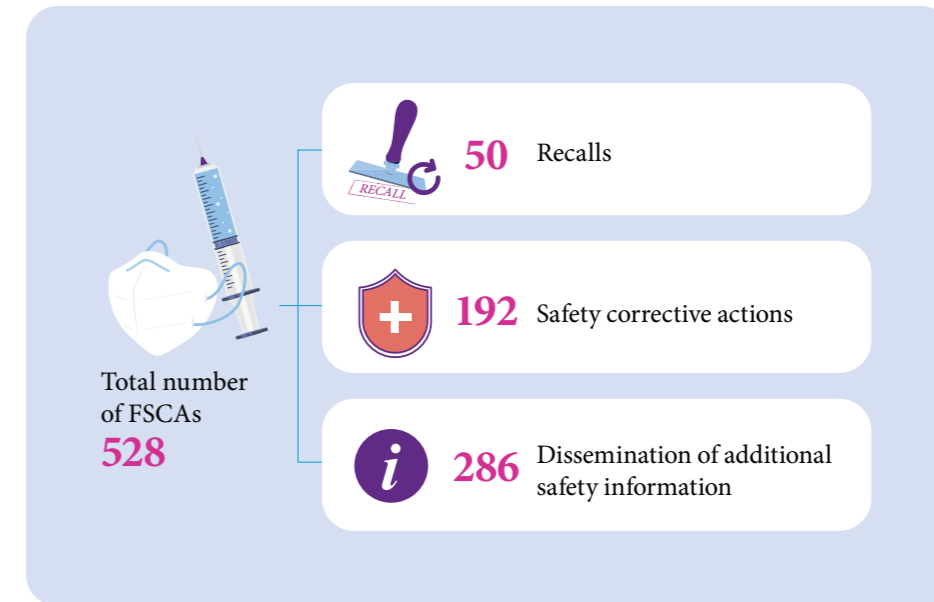 50 Recalls
RECALL
192 Safety corrective actions
Total number
of FSCAs
528
286 Dissemination of additional
safety information
i